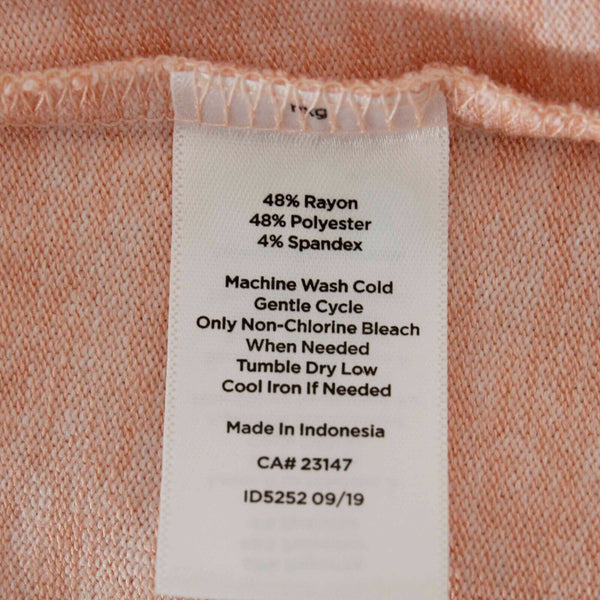 48% Rayon
48% Polyester
4% Spandex
Machine Wash Cold
Gentle Cycle
Only Non-Chlorine Bleach
When Needed
Tumble Dry Low
Cool Iron If Needed
Made In Indonesia
CA# 23147
ID5252 09/19